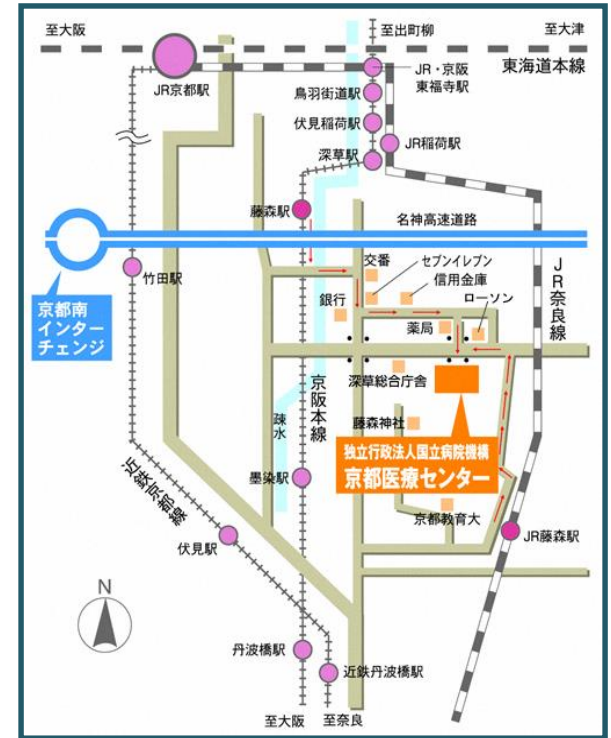 至大阪
至出町柳
至大津
東海道本線
JR京都駅
JR・京阪
東福寺駅
鳥羽街道駅
伏見稲荷駅
JR稲荷駅
深草駅
藤森駅
名神高速道路
竹田駅
交番
セブンイレブン
信用金庫
ローソン
銀行
薬局
JR奈良線
京都南
インター
チェンジ
深草総合庁舎
京阪本線
疏水
藤森神社
独立行政法人国立病院機構
京都医療センター
墨染駅
近鉄京都線
京都教育大
JR藤森駅
伏見駅
N
丹波橋駅
近鉄丹波橋駅
至大阪
至奈良